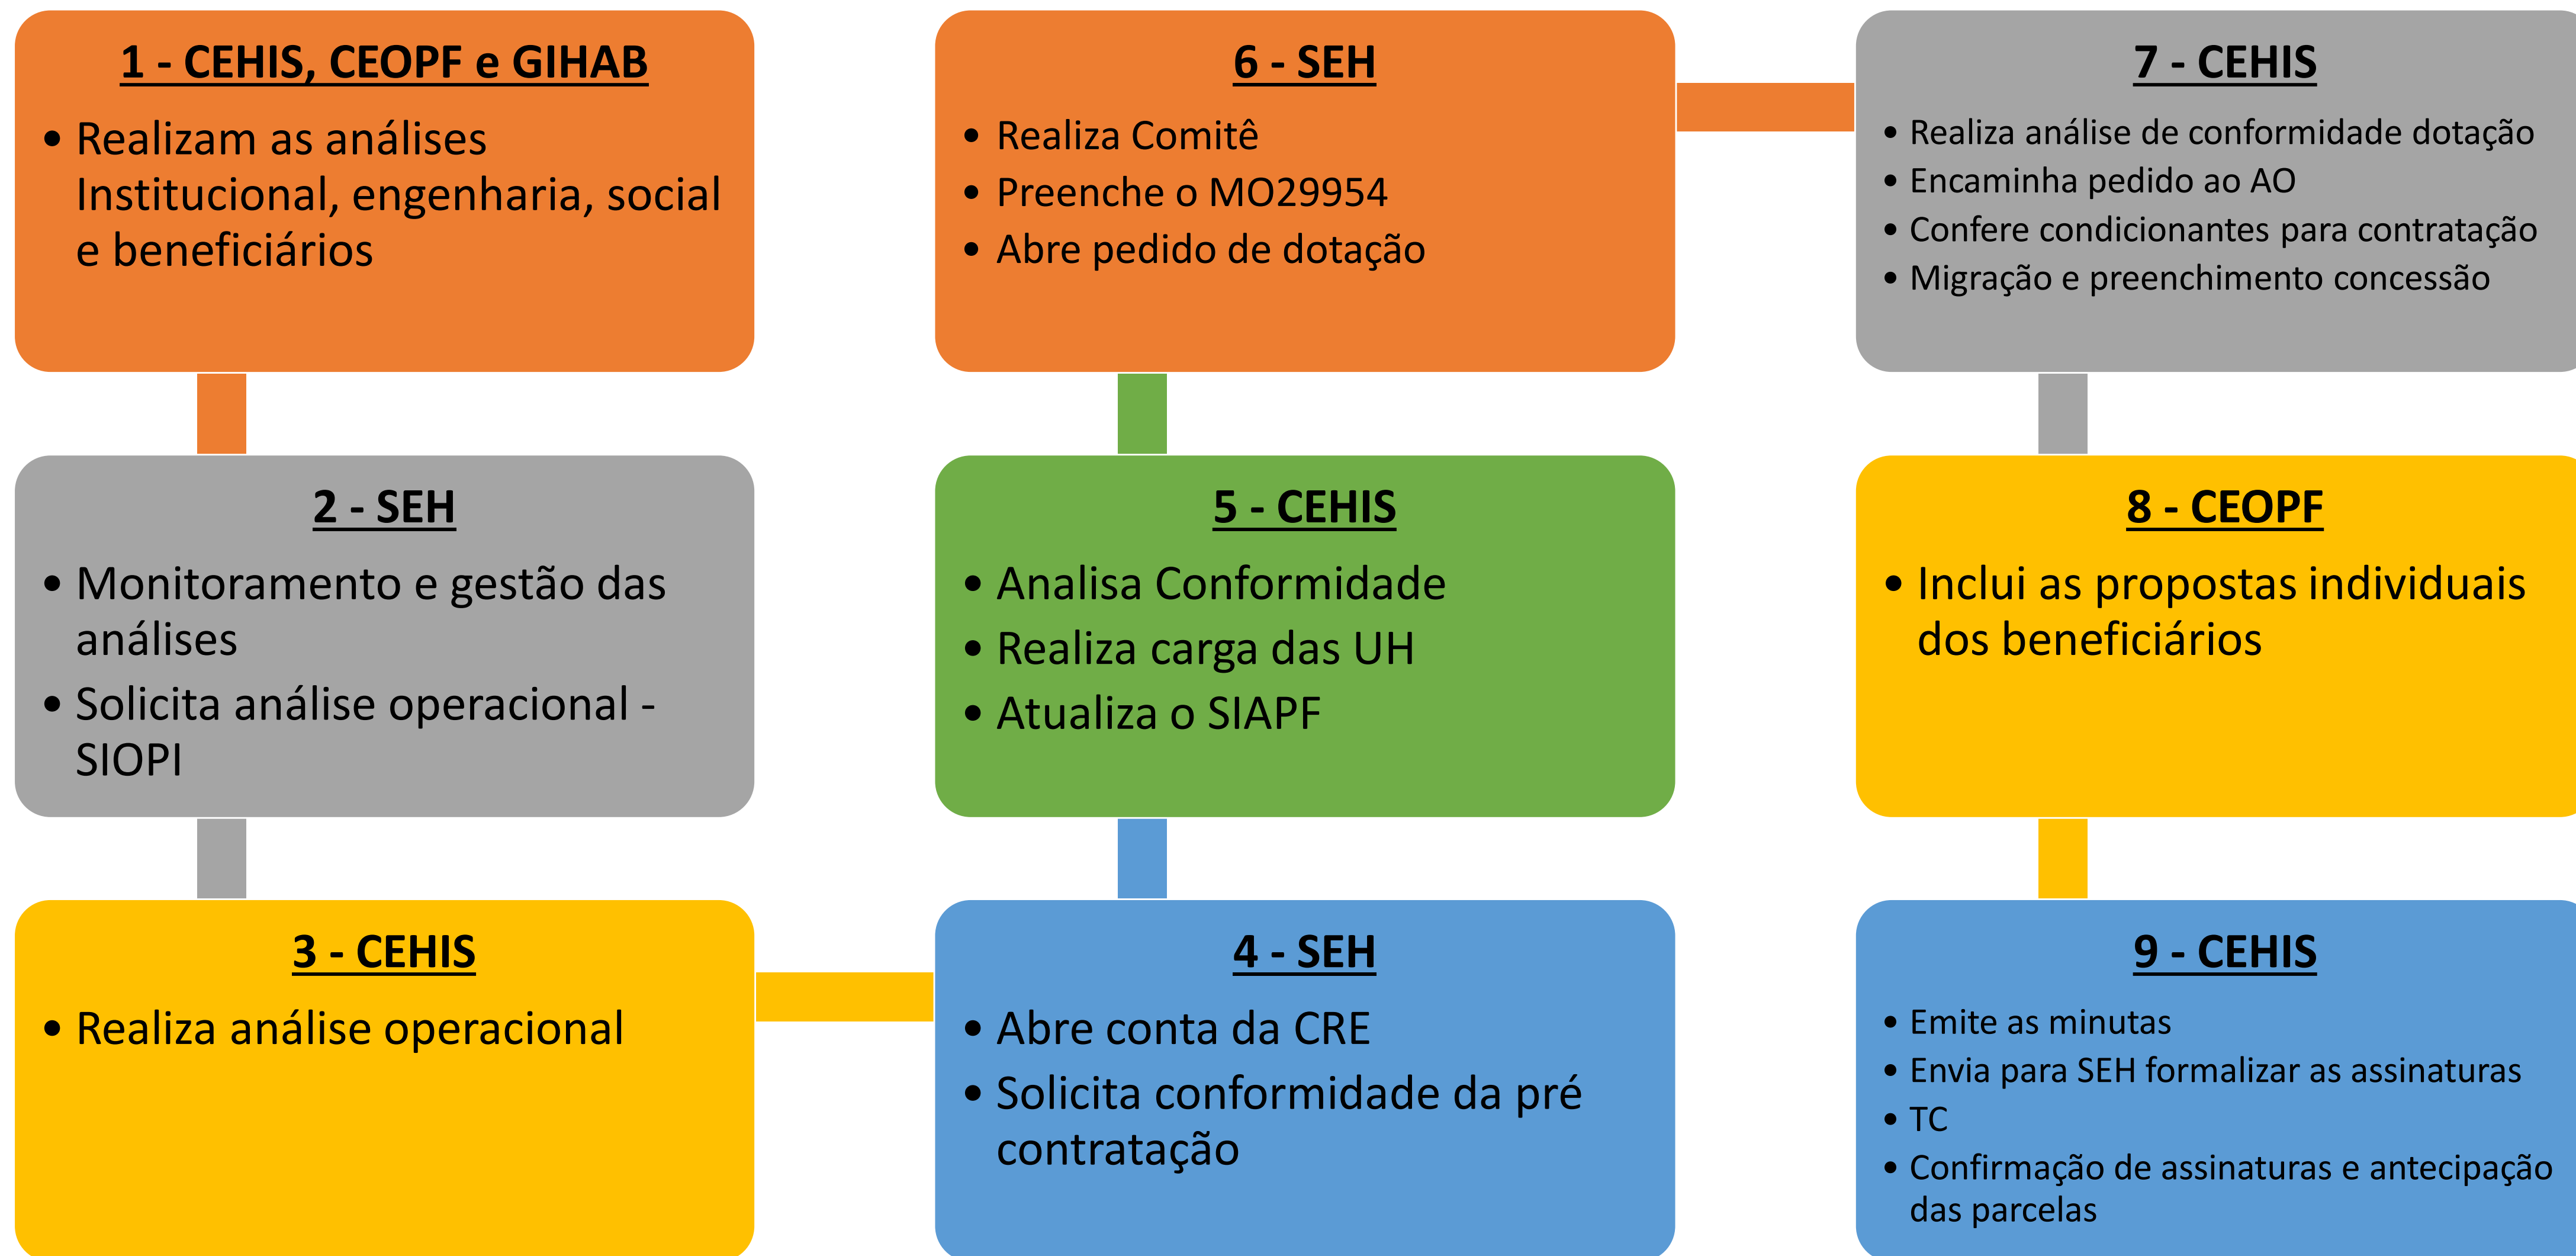 1 - CEHIS, CEOPF e GIHAB
• Realizam as análises
Institucional, engenharia, social
e beneficiários
2 - SEH
• Monitoramento e gestão das
análises
• Solicita análise operacional -
SIOPI
3 - CEHIS
• Realiza análise operacional
4 - SEH
• Abre conta da CRE
• Solicita conformidade da pré
contratação
5 - CEHIS
• Analisa Conformidade
• Realiza carga das UH
• Atualiza o SIAPF
6 - SEH
• Realiza Comitê
• Preenche o MO29954
• Abre pedido de dotação
7 - CEHIS
• Realiza análise de conformidade dotação
• Encaminha pedido ao AO
• Confere condicionantes para contratação
• Migração e preenchimento concessão
8 - CEOPF
• Inclui as propostas individuais
dos beneficiários
9 - CEHIS
• Emite as minutas
• Envia para SEH formalizar as assinaturas
• TC
• Confirmação de assinaturas e antecipação
das parcelas